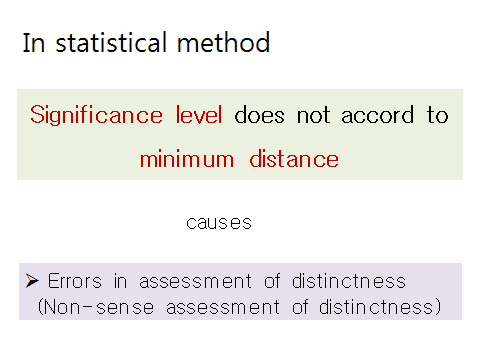 In statistical method
Significance level does not accord to
minimum distance
causes
➢ Errors in assessment of distinctness
(Non-sense assessment of distinctness)